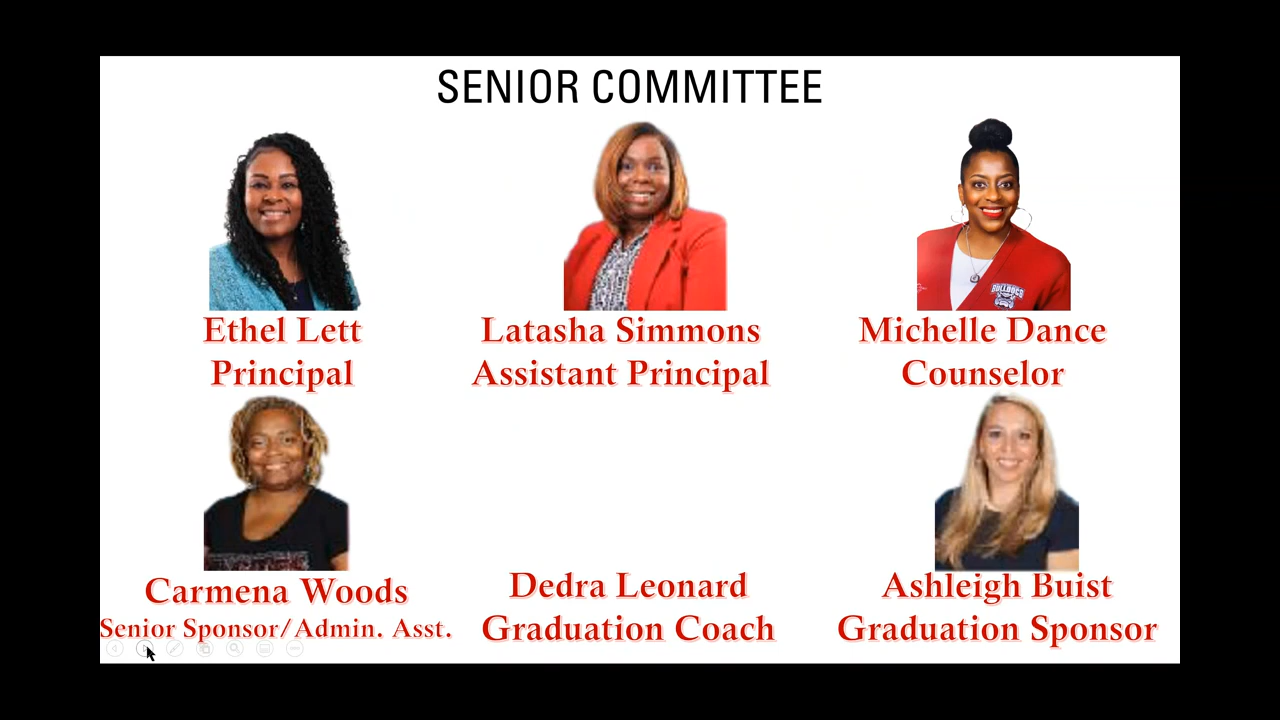 SENIOR COMMITTEE
Ethel Lett
Principal
Latasha Simmons
Assistant Principal
Michelle Dance
Counselor
BULLDOGS
Carmena Woods
Senior Sponsor/Admin. Asst.
Dedra Leonard
Graduation Coach
Ashleigh Buist
Graduation Sponsor